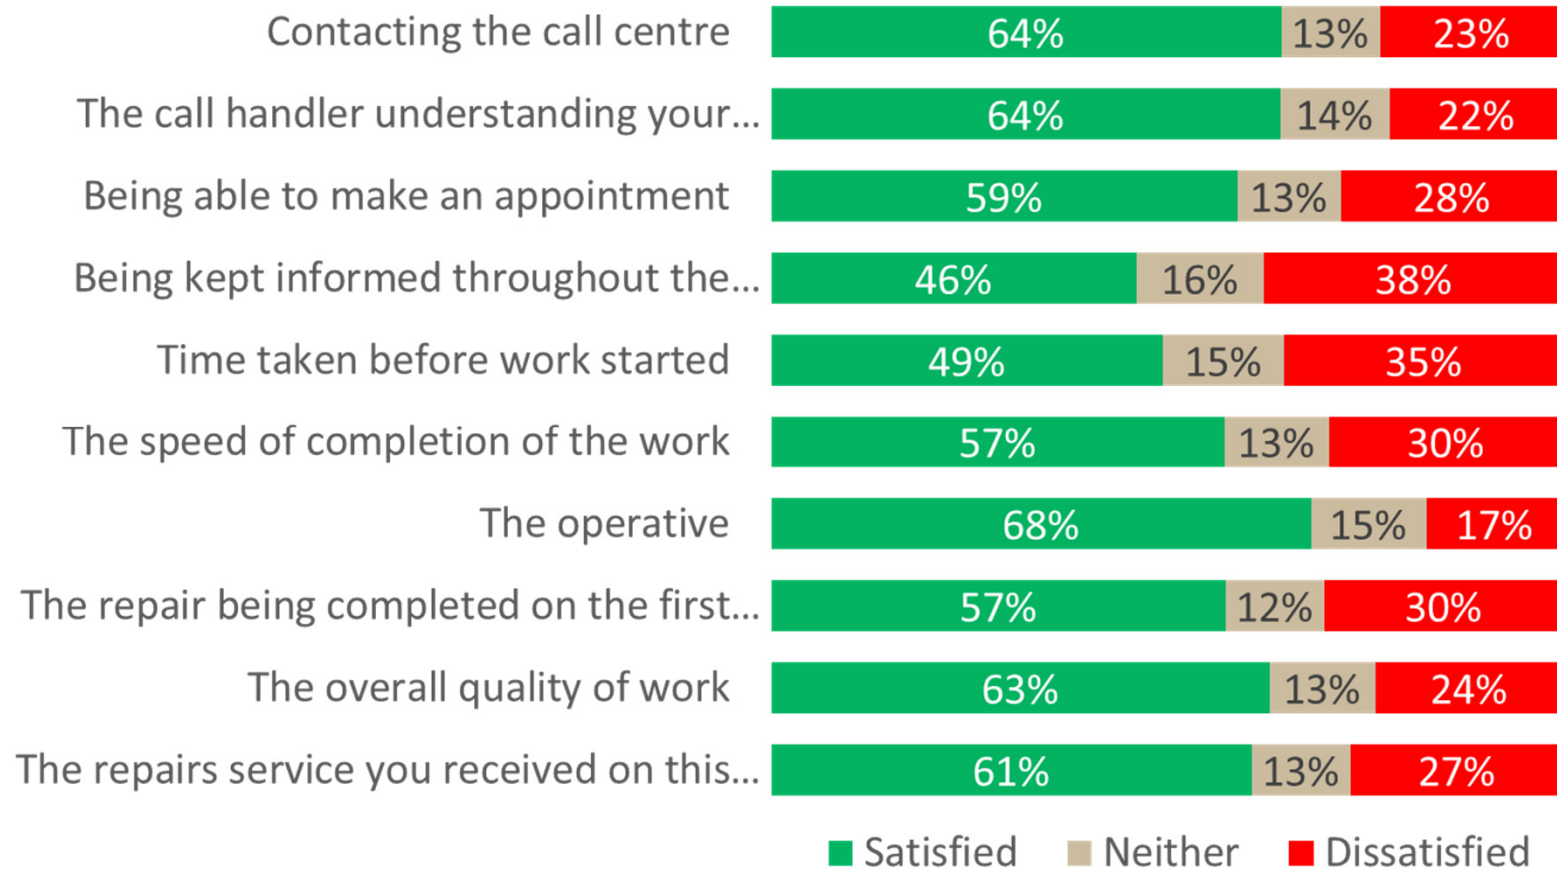 Contacting the call centre 64% 13% 23%
The call handler understanding your... 64% 14% 22%
Being able to make an appointment 59% 13% 28%
Being kept informed throughout the... 46% 16% 38%
Time taken before work started 49% 15% 35%
The speed of completion of the work 57% 13% 30%
The operative 68% 15% 17%
The repair being completed on the first... 57% 12% 30%
The overall quality of work 63% 13% 24%
The repairs service you received on this... 61% 13% 27%
Satisfied Neither Dissatisfied